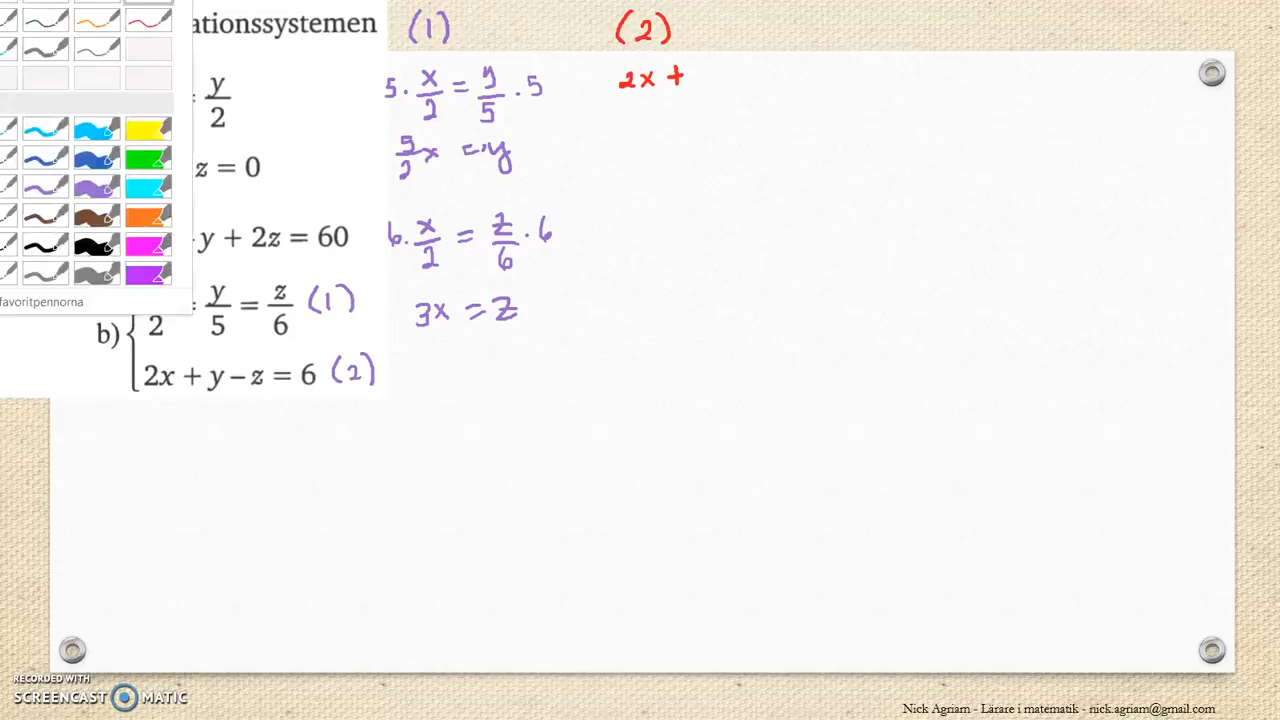 ationssystemen
= y/2
z = 0
y + 2z = 60
b) 2 = y/5 = z/6 (1)
2x + y – z = 6 (2)
favoritpennorna
(1)
5 · x/2 = y/5 · 5
5/2 x = y
6 · x/2 = z/6 · 6
3x = z
(2)
2x +
RECORDED WITH
SCREENCAST MATIC
Nick Agriam - Lärare i matematik - nick.agriam@gmail.com